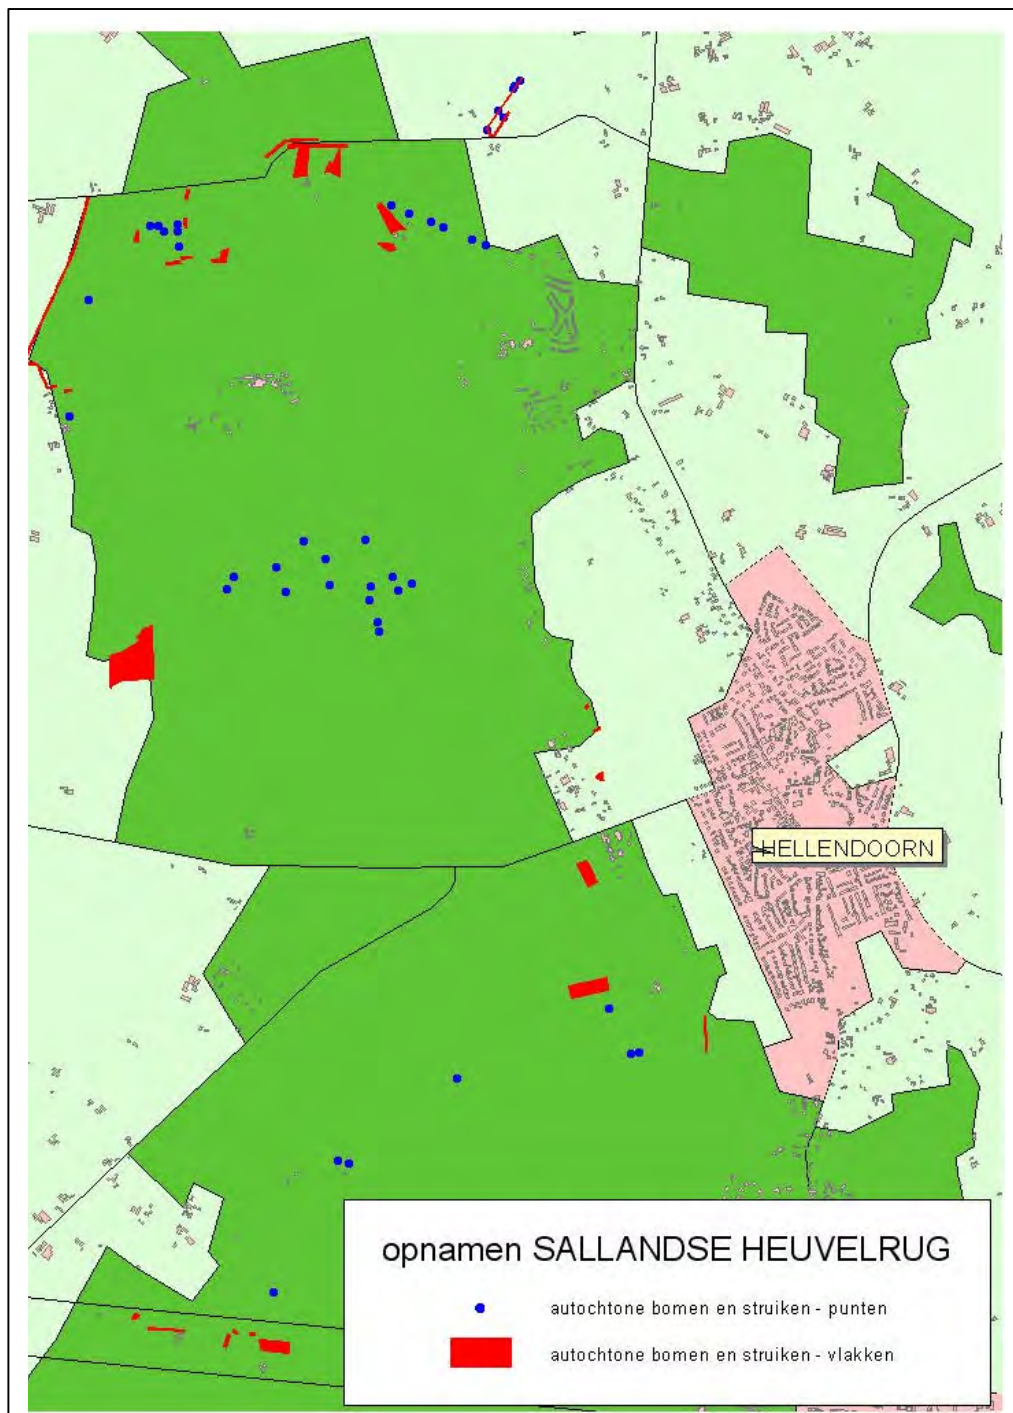 HELLENDOORN
opnamen SALLANDSE HEUVELRUG
autochtone bomen en struiken - punten
autochtone bomen en struiken - vlakken